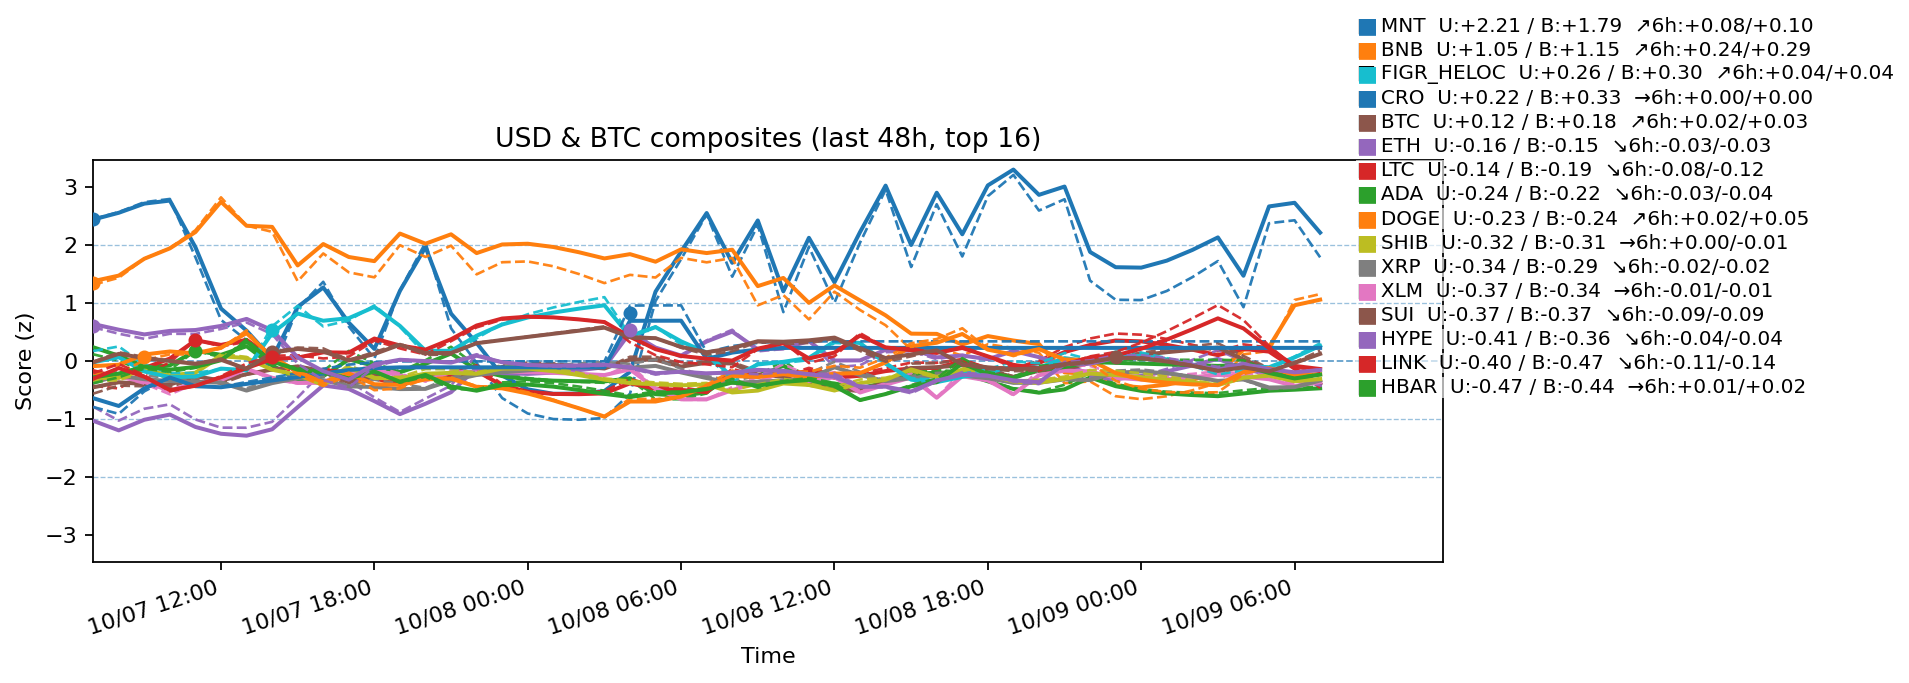 MNT U:+2.21 / B:+1.79 ↗6h:+0.08/+0.10
BNB U:+1.05 / B:+1.15 ↗6h:+0.24/+0.29
FIGR_HELOC U:+0.26 / B:+0.30 ↗6h:+0.04/+0.04
CRO U:+0.22 / B:+0.33 →6h:+0.00/+0.00
BTC U:+0.12 / B:+0.18 ↗6h:+0.02/+0.03
ETH U:-0.16 / B:-0.15 ↘6h:-0.03/-0.03
LTC U:-0.14 / B:-0.19 ↘6h:-0.08/-0.12
ADA U:-0.24 / B:-0.22 ↘6h:-0.03/-0.04
DOGE U:-0.23 / B:-0.24 ↗6h:+0.02/+0.05
SHIB U:-0.32 / B:-0.31 →6h:+0.00/-0.01
XRP U:-0.34 / B:-0.29 ↘6h:-0.02/-0.02
XLM U:-0.37 / B:-0.34 →6h:-0.01/-0.01
SUI U:-0.37 / B:-0.37 ↘6h:-0.09/-0.09
HYPE U:-0.41 / B:-0.36 ↘6h:-0.04/-0.04
LINK U:-0.40 / B:-0.47 ↘6h:-0.11/-0.14
HBAR U:-0.47 / B:-0.44 →6h:+0.01/+0.02
USD & BTC composites (last 48h, top 16)
Score (z)
3
2
1
0
−1
−2
−3
10/07 12:00
10/07 18:00
10/08 00:00
10/08 06:00
10/08 12:00
10/08 18:00
10/09 00:00
10/09 06:00
Time